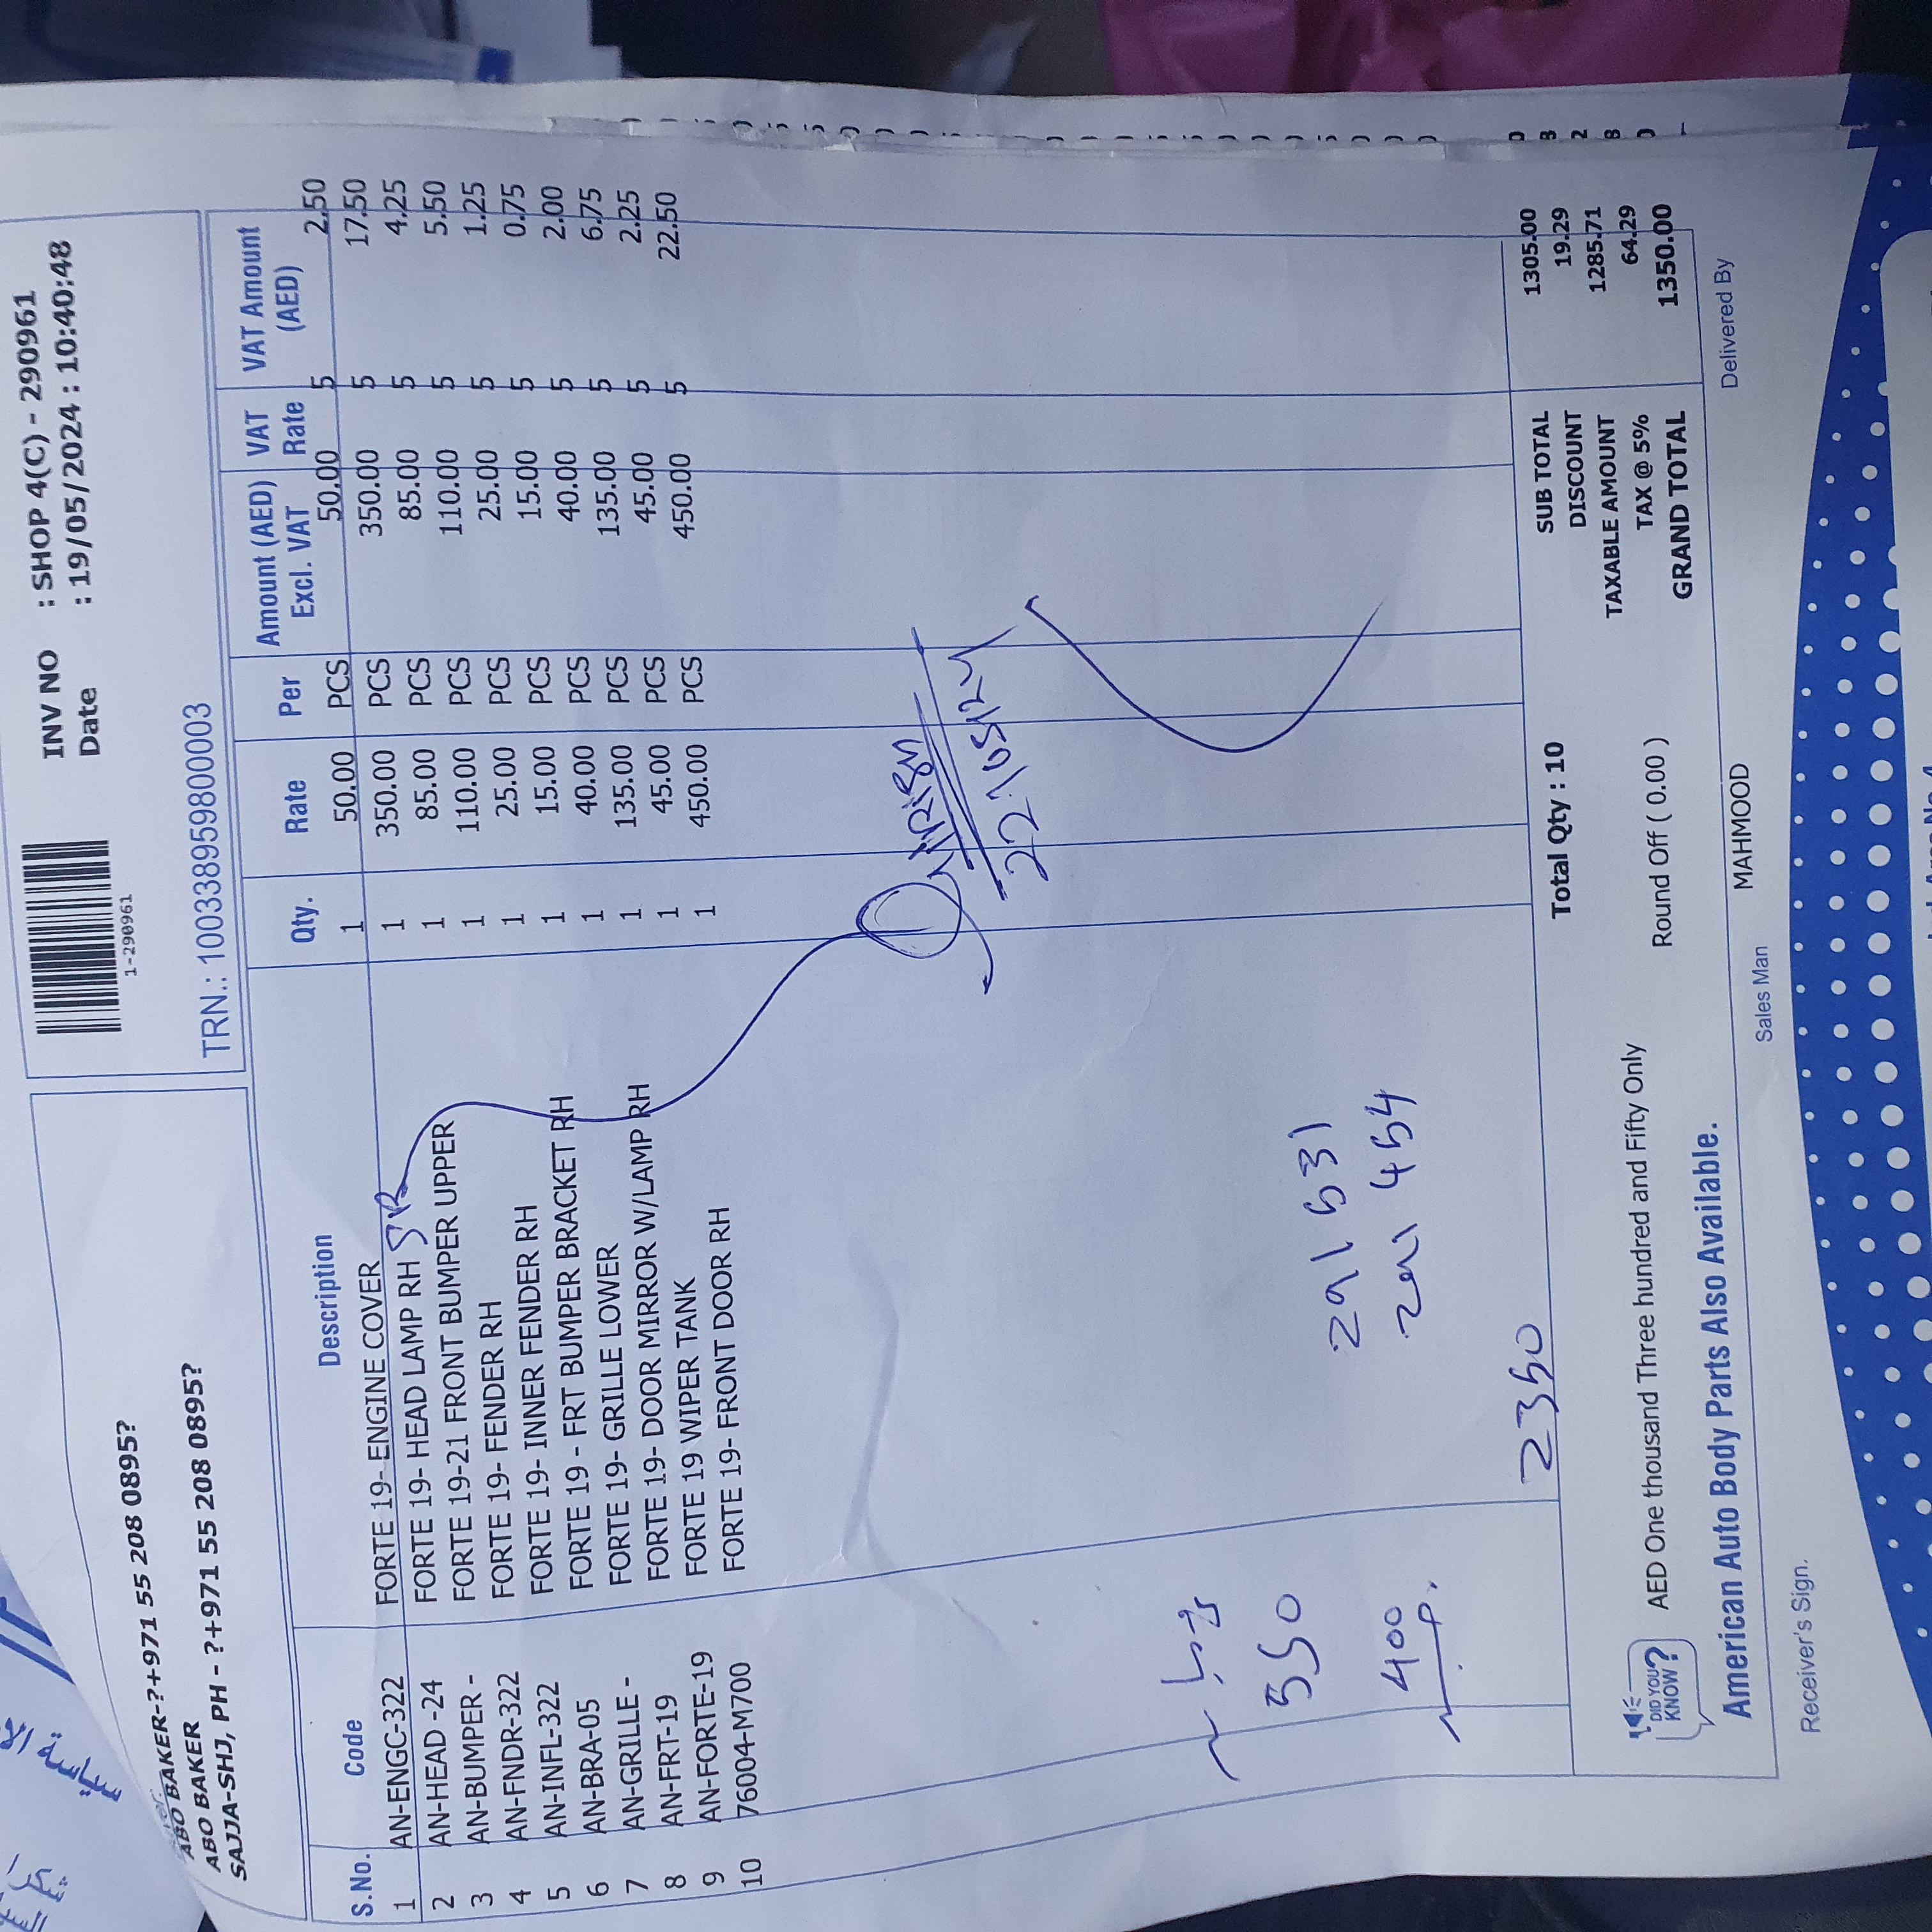 INV NO : SHOP 4(C) - 290961
Date : 19/05/2024 : 10:40:48
1-290961
ABO BAKER-?+971 55 208 0895?
ABO BAKER
SAJJA-SHJ, PH - ?+971 55 208 0895?
TRN.: 100338959800003
S.No. Code Description Qty. Rate Per Amount (AED) Excl. VAT VAT Rate VAT Amount (AED)
1 AN-ENGC-322 FORTE 19- ENGINE COVER 1 50.00 PCS 50.00 5 2.50
2 AN-HEAD -24 FORTE 19- HEAD LAMP RH SR 1 350.00 PCS 350.00 5 17.50
3 AN-BUMPER - FORTE 19-21 FRONT BUMPER UPPER 1 85.00 PCS 85.00 5 4.25
4 AN-FNDR-322 FORTE 19- FENDER RH 1 110.00 PCS 110.00 5 5.50
5 AN-INFL-322 FORTE 19- INNER FENDER RH 1 25.00 PCS 25.00 5 1.25
6 AN-BRA-05 FORTE 19 - FRT BUMPER BRACKET RH 1 15.00 PCS 15.00 5 0.75
7 AN-GRILLE - FORTE 19- GRILLE LOWER 1 40.00 PCS 40.00 5 2.00
8 AN-FRT-19 FORTE 19- DOOR MIRROR W/LAMP RH 1 135.00 PCS 135.00 5 6.75
9 AN-FORTE-19 FORTE 19 WIPER TANK 1 45.00 PCS 45.00 5 2.25
10 76004-M700 FORTE 19- FRONT DOOR RH 1 450.00 PCS 450.00 5 22.50
22/05/24
550
400
291531
454
2350
Total Qty : 10
SUB TOTAL 1305.00
DISCOUNT 19.29
TAXABLE AMOUNT 1285.71
TAX @ 5% 64.29
GRAND TOTAL 1350.00
DID YOU KNOW?
AED One thousand Three hundred and Fifty Only
Round Off ( 0.00 )
American Auto Body Parts Also Available.
Receiver's Sign.
Sales Man
MAHMOOD
Delivered By